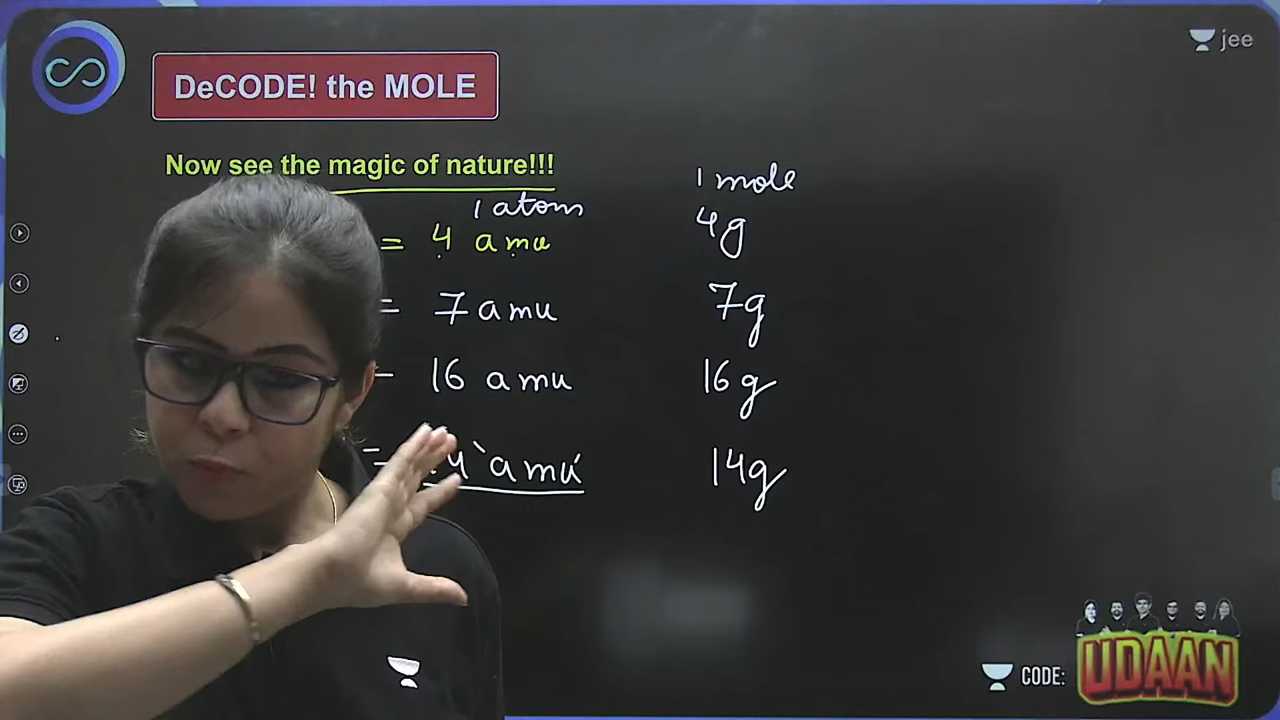 jee
DeCODE! the MOLE
Now see the magic of nature!!!
1 mole
1 atom
= 4 amu 4g
= 7 amu 7g
= 16 amu 16g
= 4 amu 14g
CODE: UDAAN